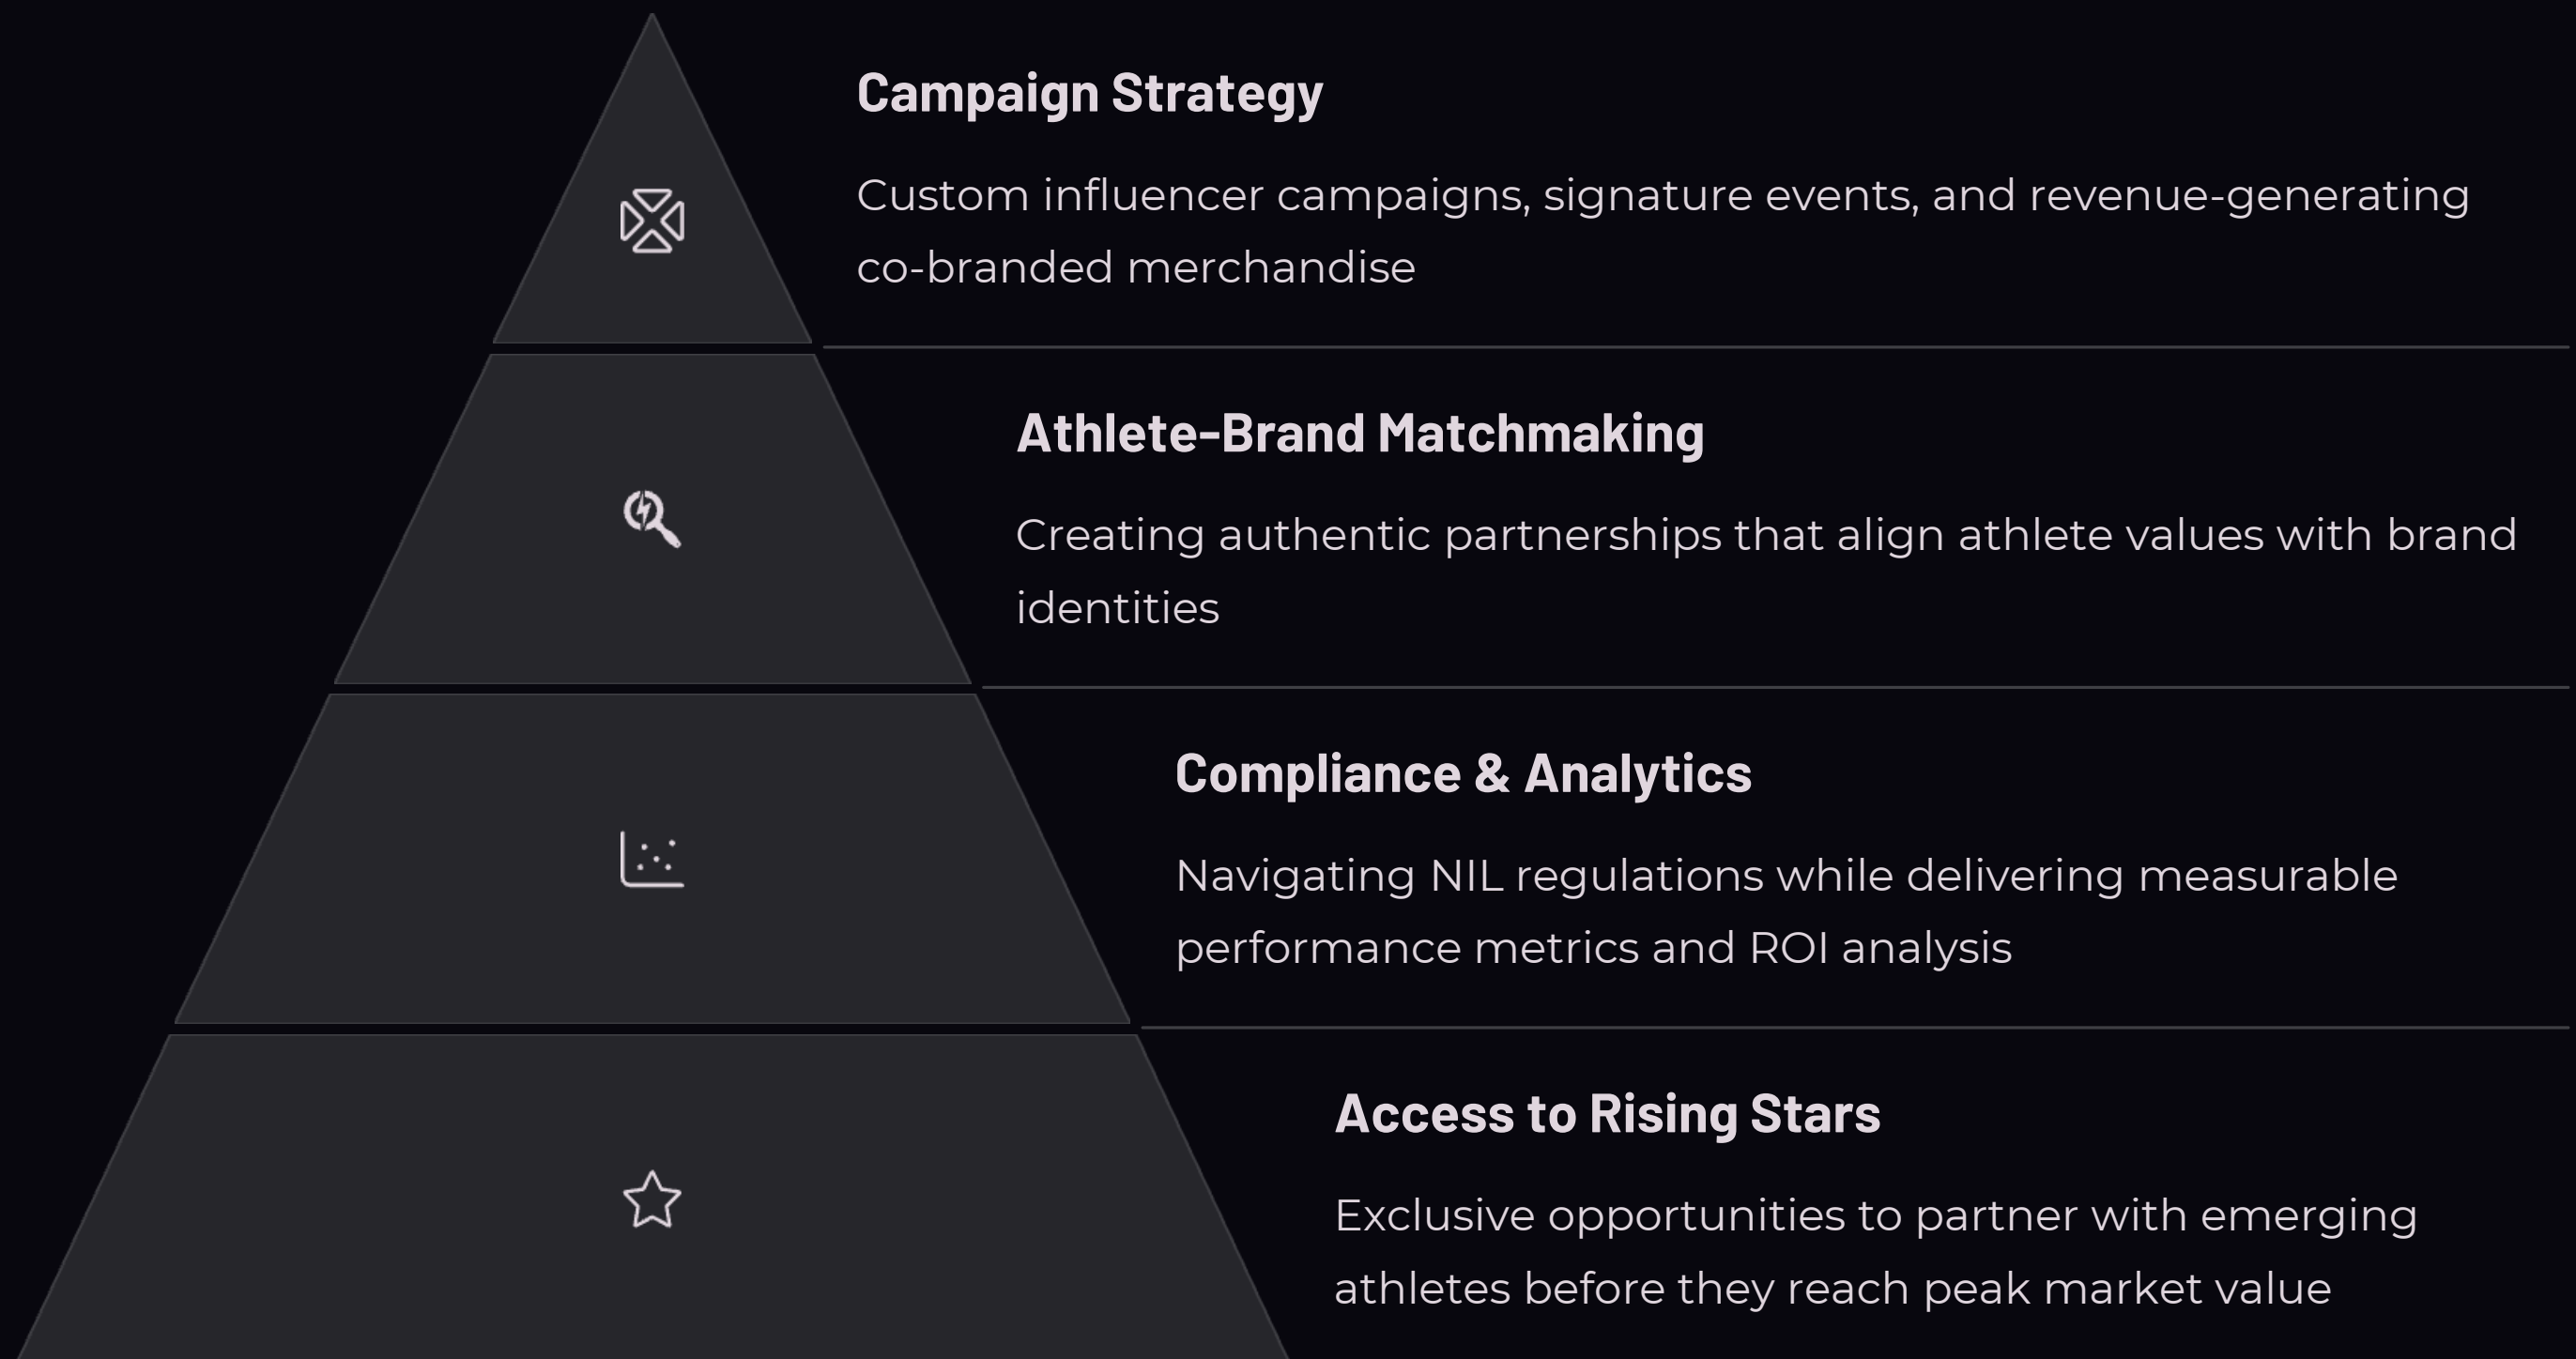 Campaign Strategy
Custom influencer campaigns, signature events, and revenue-generating
co-branded merchandise
Athlete-Brand Matchmaking
Creating authentic partnerships that align athlete values with brand
identities
Compliance & Analytics
Navigating NIL regulations while delivering measurable
performance metrics and ROI analysis
Access to Rising Stars
Exclusive opportunities to partner with emerging
athletes before they reach peak market value